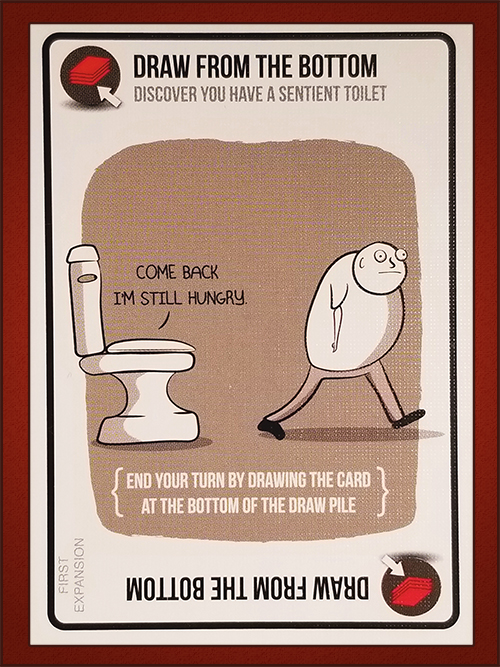 DRAW FROM THE BOTTOM
DISCOVER YOU HAVE A SENTIENT TOILET
COME BACK
I'M STILL HUNGRY.
{END YOUR TURN BY DRAWING THE CARD
AT THE BOTTOM OF THE DRAW PILE}
FIRST
EXPANSION
DRAW FROM THE BOTTOM